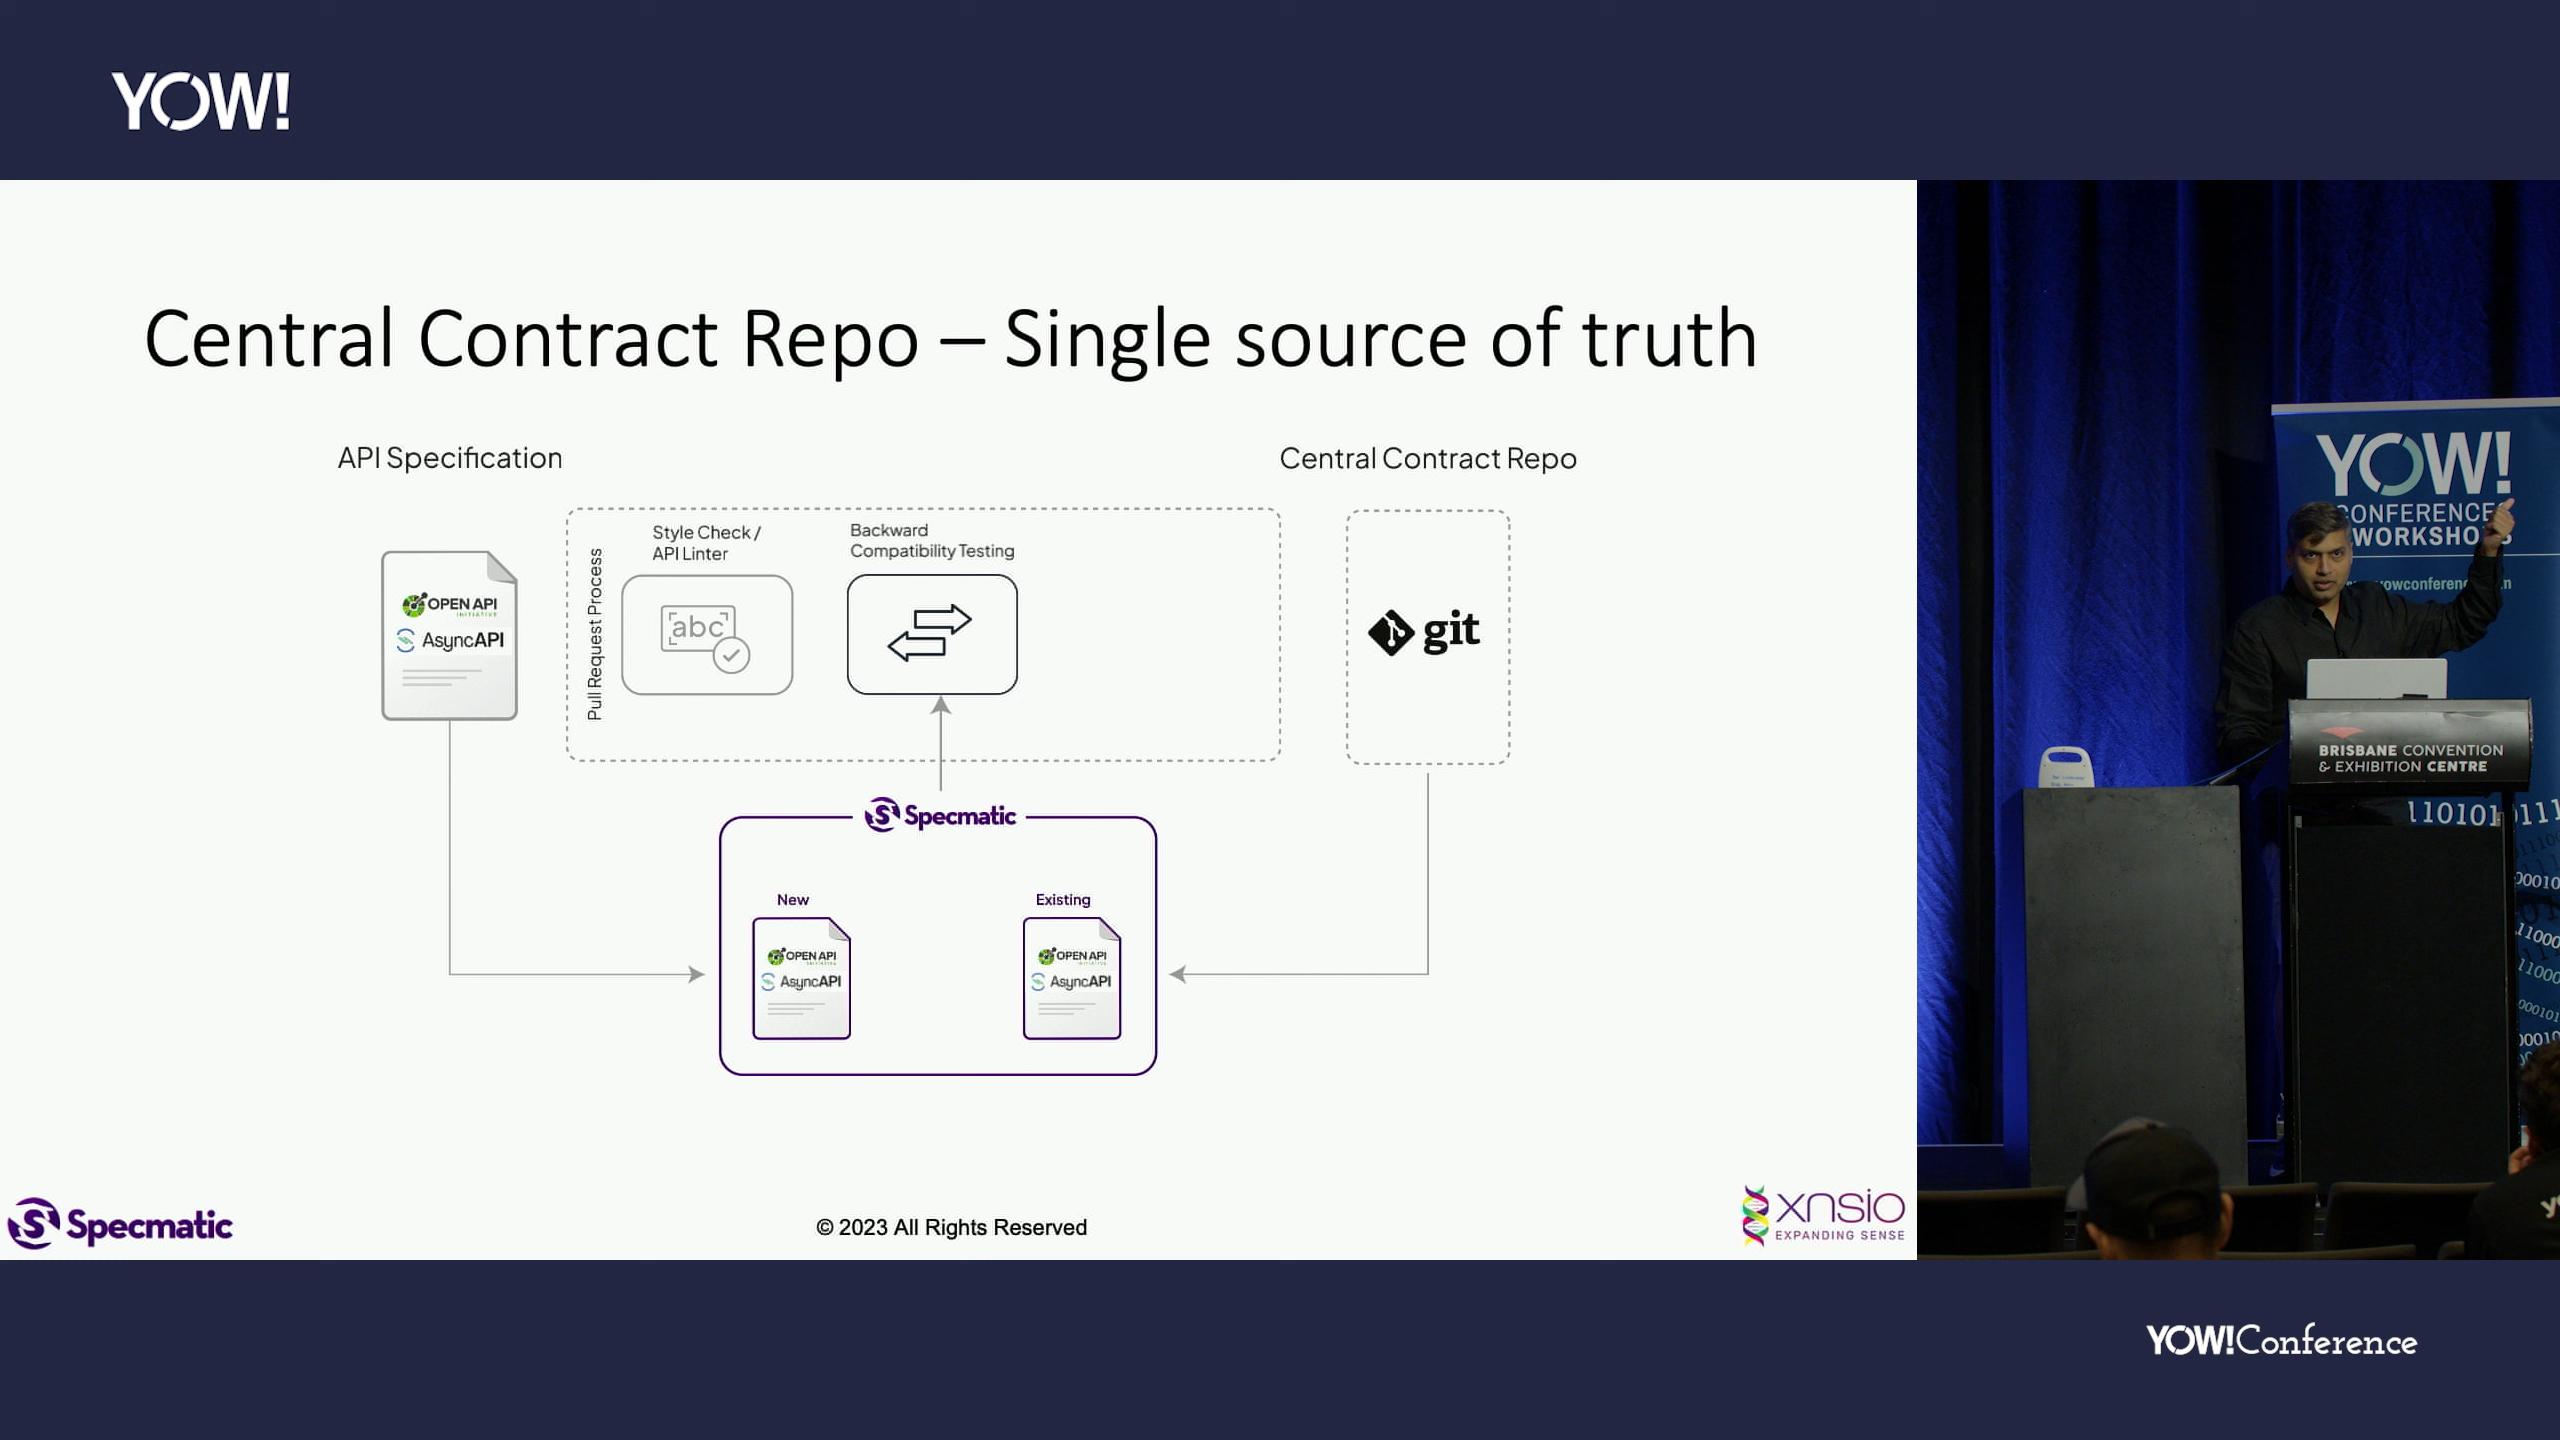 YOW!
Central Contract Repo – Single source of truth
API Specification
Central Contract Repo
Pull Request Process
Style Check /
API Linter
Backward
Compatibility Testing
OPEN API
INITIATIVE
AsyncAPI
abc
git
Specmatic
New
Existing
OPEN API
AsyncAPI
OPEN API
AsyncAPI
Specmatic
© 2023 All Rights Reserved
xnsio
EXPANDING SENSE
YOW!
CONFERENCES
WORKSHOPS
BRISBANE CONVENTION
& EXHIBITION CENTRE
YOW!Conference